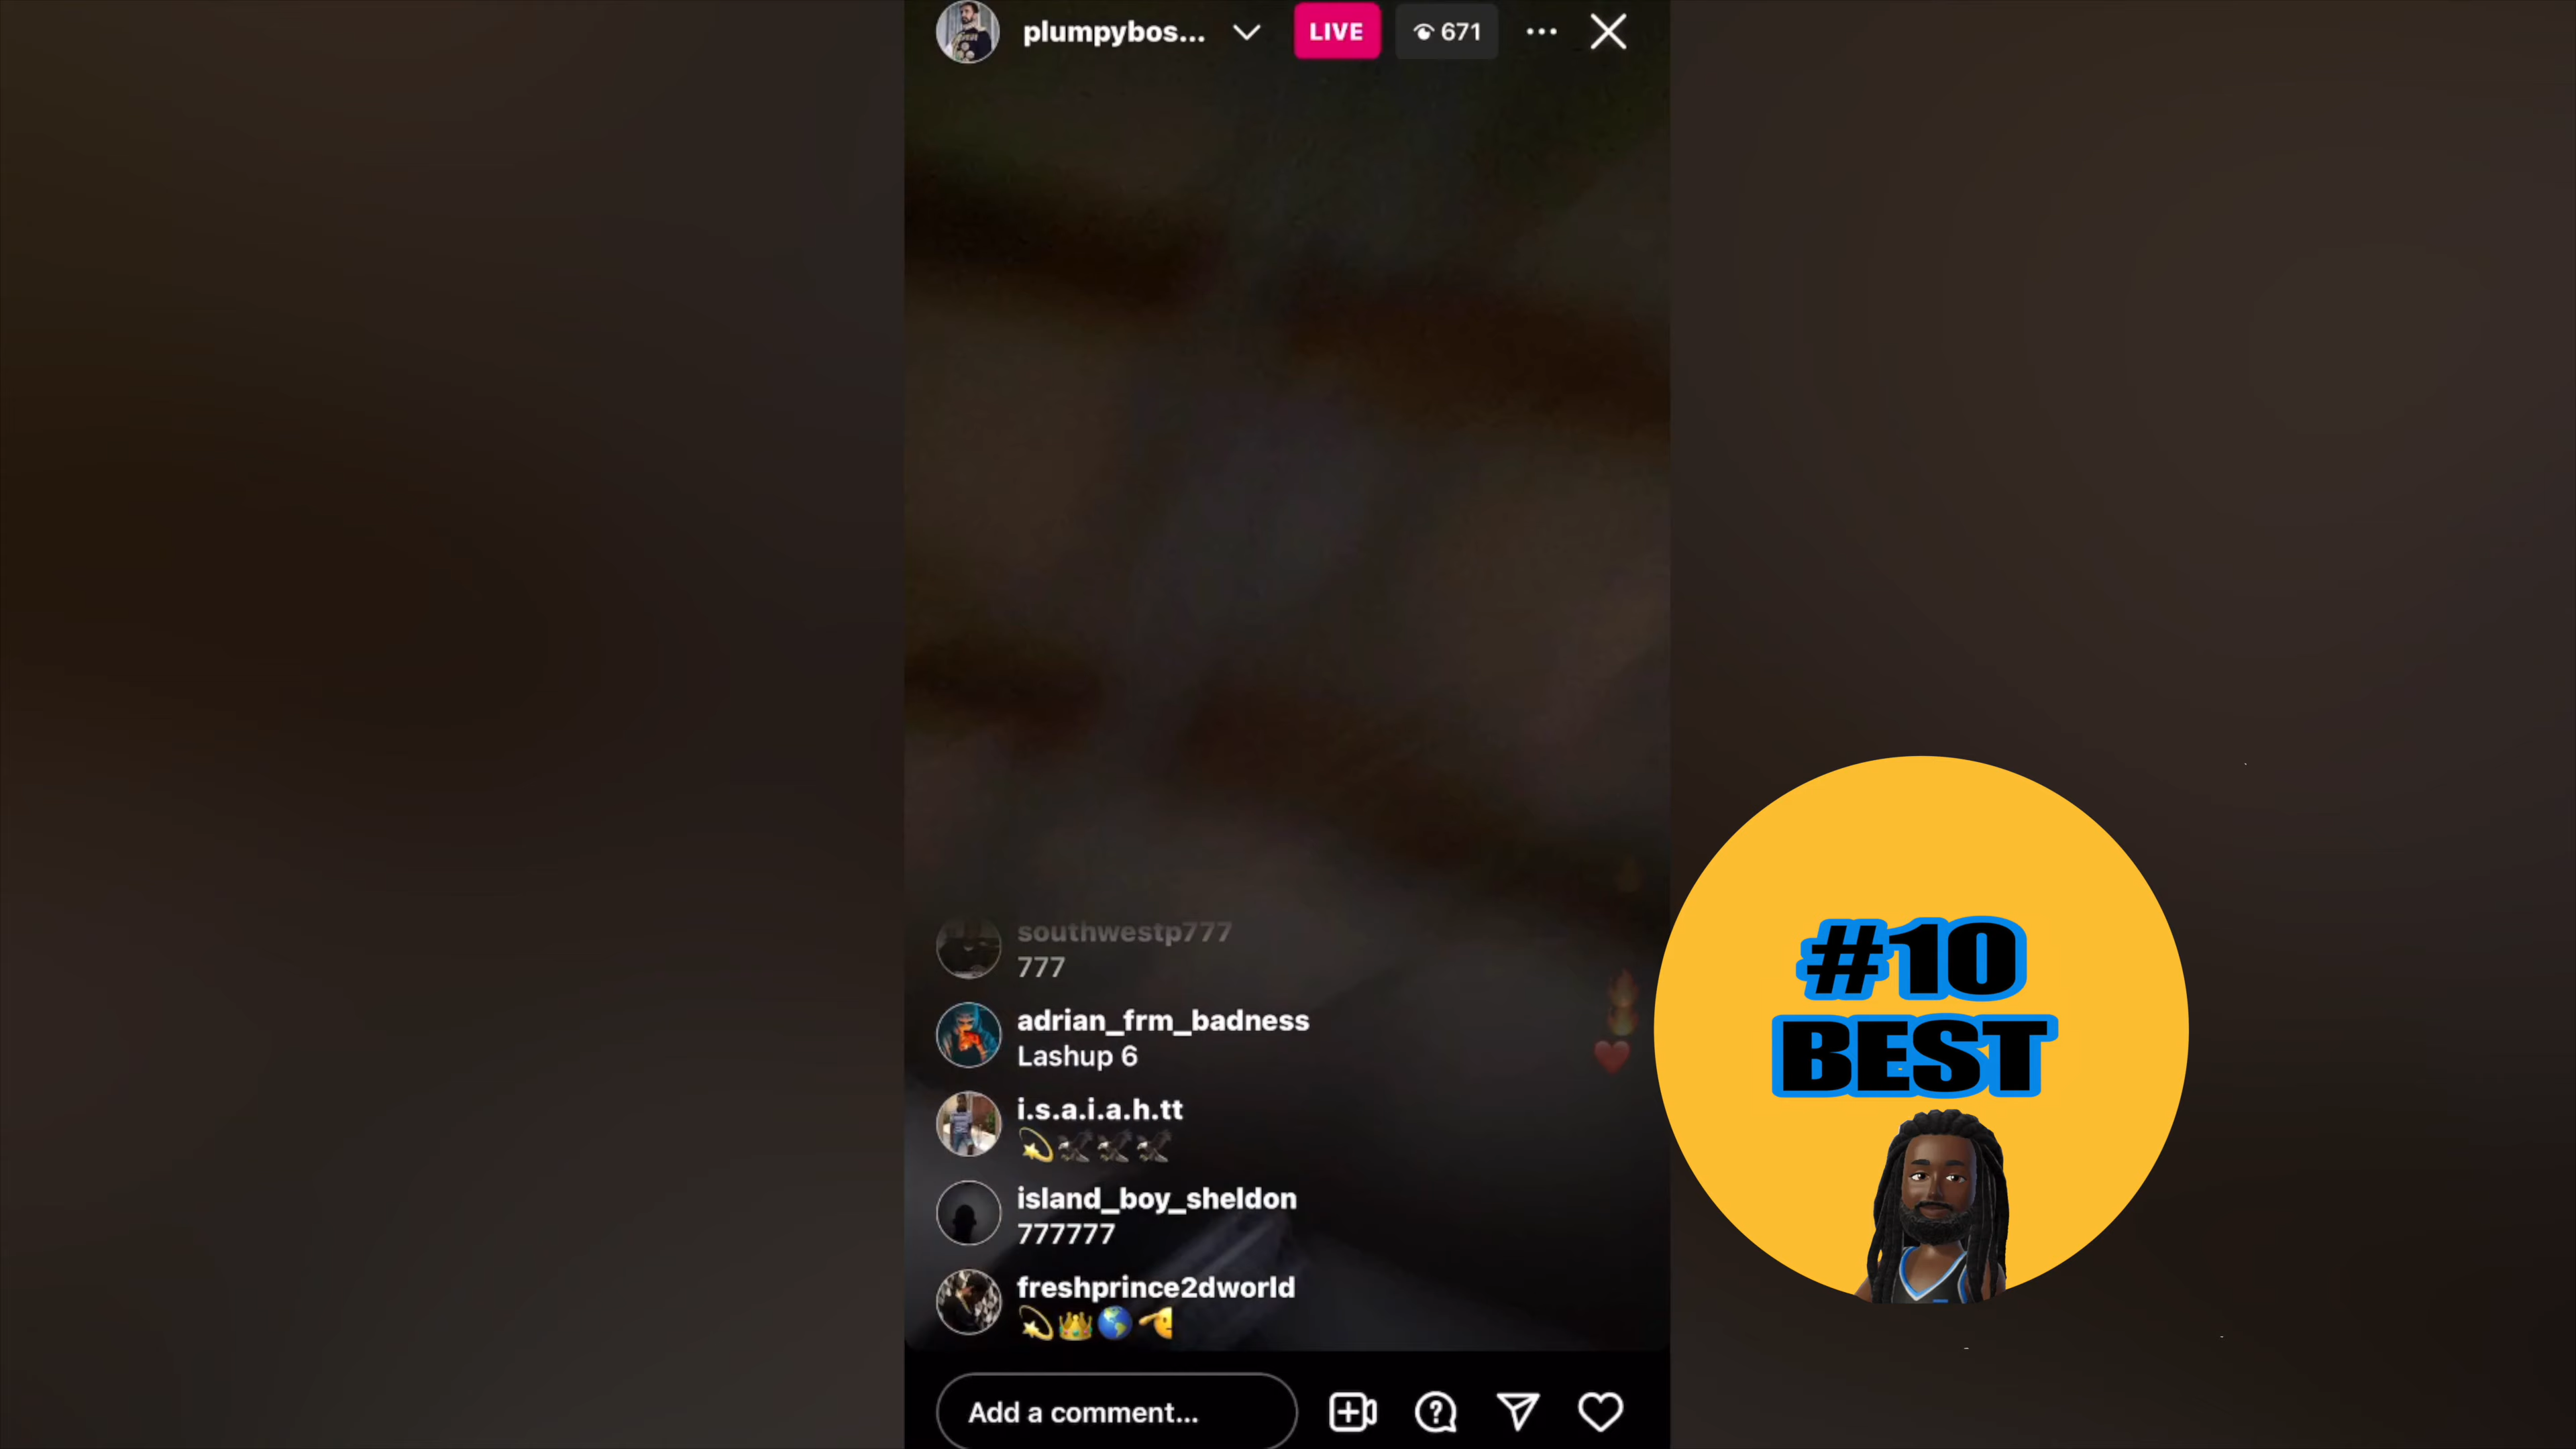 plumpybos...
LIVE
671
southwestp777
777
adrian_frm_badness
Lashup 6
i.s.a.i.a.h.tt
💫🦅🦅🦅
island_boy_sheldon
777777
freshprince2dworld
💫👑🌎🫡
Add a comment...
#10
BEST